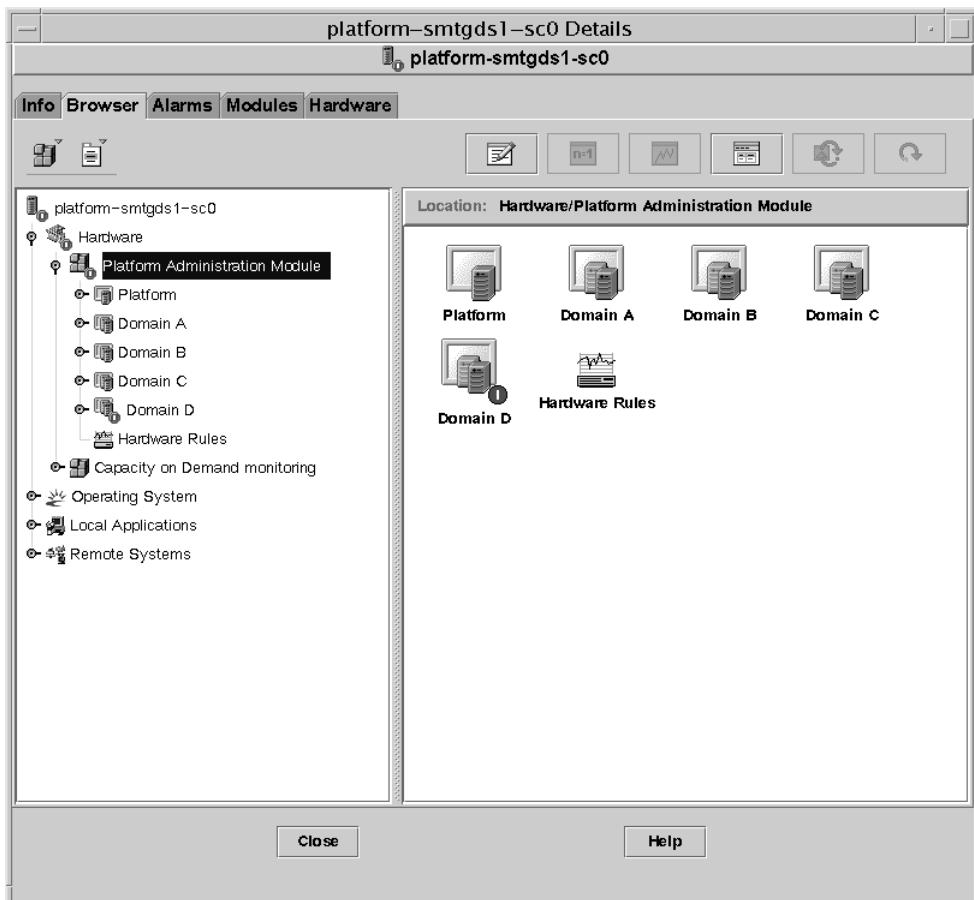 platform–smtgds1–sc0 Details
platform-smtgds1-sc0
Info Browser Alarms Modules Hardware
n=1
platform-smtgds1-sc0
Hardware
Platform Administration Module
Platform
Domain A
Domain B
Domain C
Domain D
Hardware Rules
Capacity on Demand monitoring
Operating System
Local Applications
Remote Systems
Location: Hardware/Platform Administration Module
Platform Domain A Domain B Domain C
Domain D Hardware Rules
Close Help